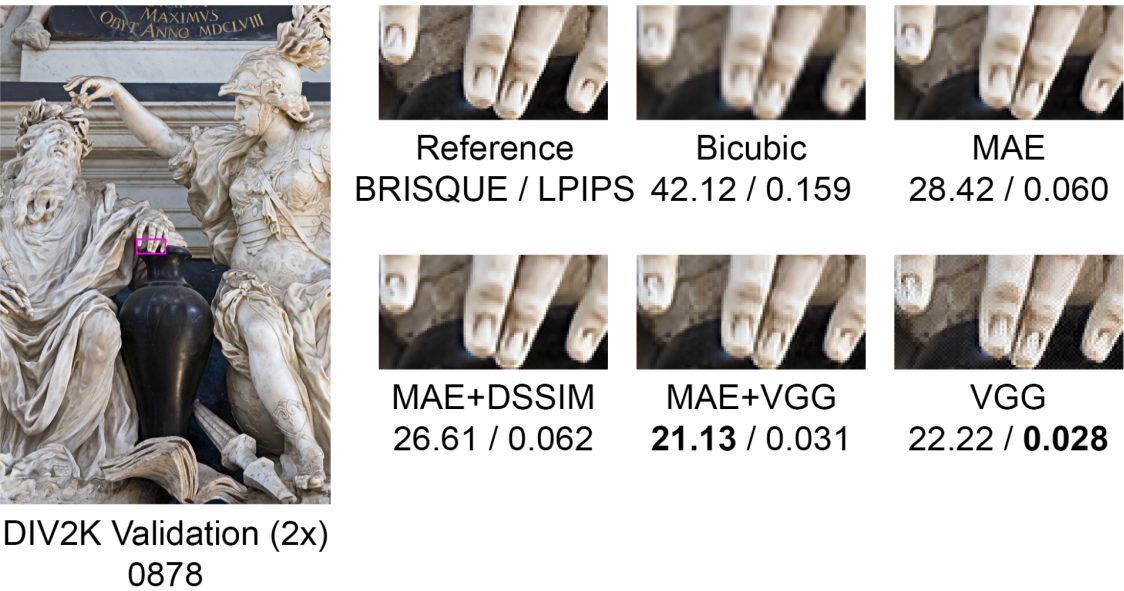 MAXIMVS
OBYT ANNO MDCLVIII
Reference
BRISQUE / LPIPS
Bicubic
42.12 / 0.159
MAE
28.42 / 0.060
MAE+DSSIM
26.61 / 0.062
MAE+VGG
21.13 / 0.031
VGG
22.22 / 0.028
DIV2K Validation (2x)
0878